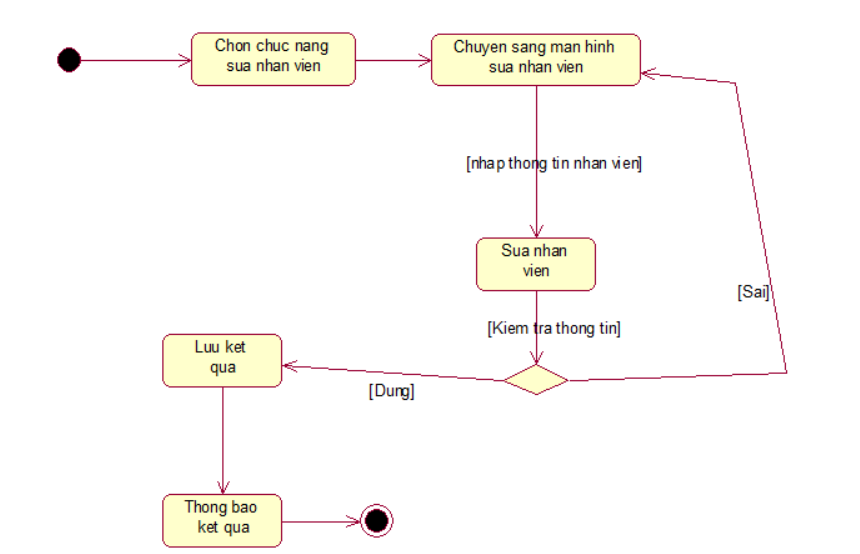 Chon chuc nang
sua nhan vien
Chuyen sang man hinh
sua nhan vien
[nhap thong tin nhan vien]
Sua nhan
vien
[Sai]
[Kiem tra thong tin]
Luu ket
qua
[Dung]
Thong bao
ket qua